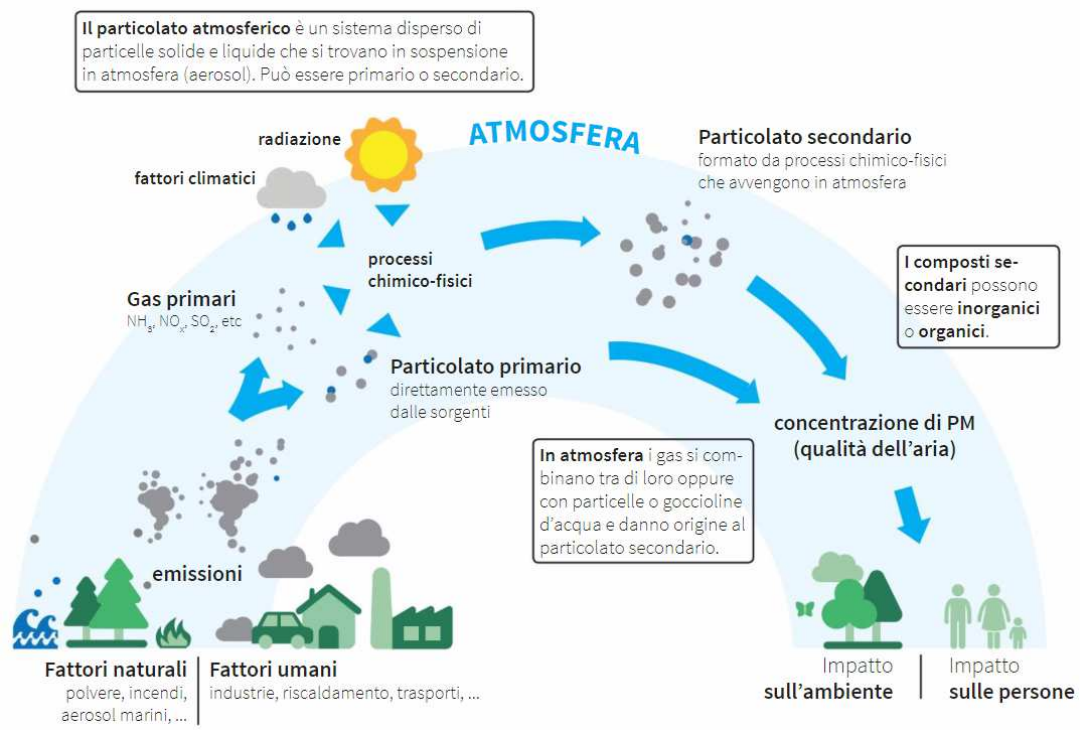 Il particolato atmosferico è un sistema disperso di
particelle solide e liquide che si trovano in sospensione
in atmosfera (aerosol). Può essere primario o secondario.
ATMOSFERA
radiazione
fattori climatici
Particolato secondario
formato da processi chimico-fisici
che avvengono in atmosfera
processi
chimico-fisici
I composti se-
condari possono
essere inorganici
o organici.
Gas primari
NH₃, NOₓ, SO₂, etc
Particolato primario
direttamente emesso
dalle sorgenti
concentrazione di PM
(qualità dell'aria)
In atmosfera i gas si com-
binano tra di loro oppure
con particelle o goccioline
d'acqua e danno origine al
particolato secondario.
emissioni
Fattori naturali
polvere, incendi,
aerosol marini, ...
Fattori umani
industrie, riscaldamento, trasporti, ...
Impatto
sull'ambiente
Impatto
sulle persone